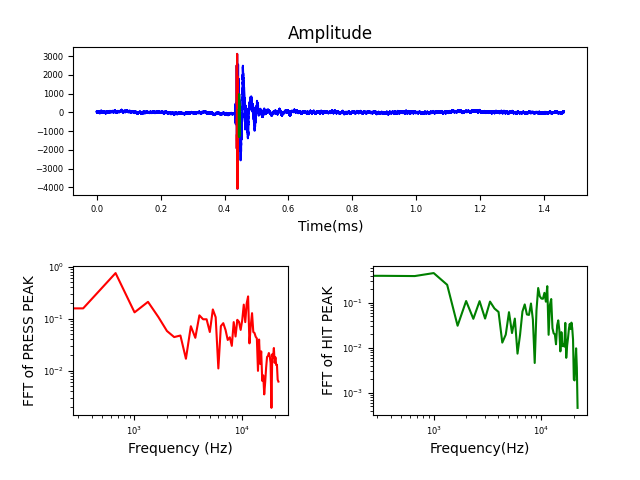 Amplitude
3000
2000
1000
0
−1000
−2000
−3000
−4000
0.0 0.2 0.4 0.6 0.8 1.0 1.2 1.4
Time(ms)
FFT of PRESS PEAK
10⁰
10⁻¹
10⁻²
10³ 10⁴
Frequency (Hz)
FFT of HIT PEAK
10⁻¹
10⁻²
10⁻³
10³ 10⁴
Frequency(Hz)